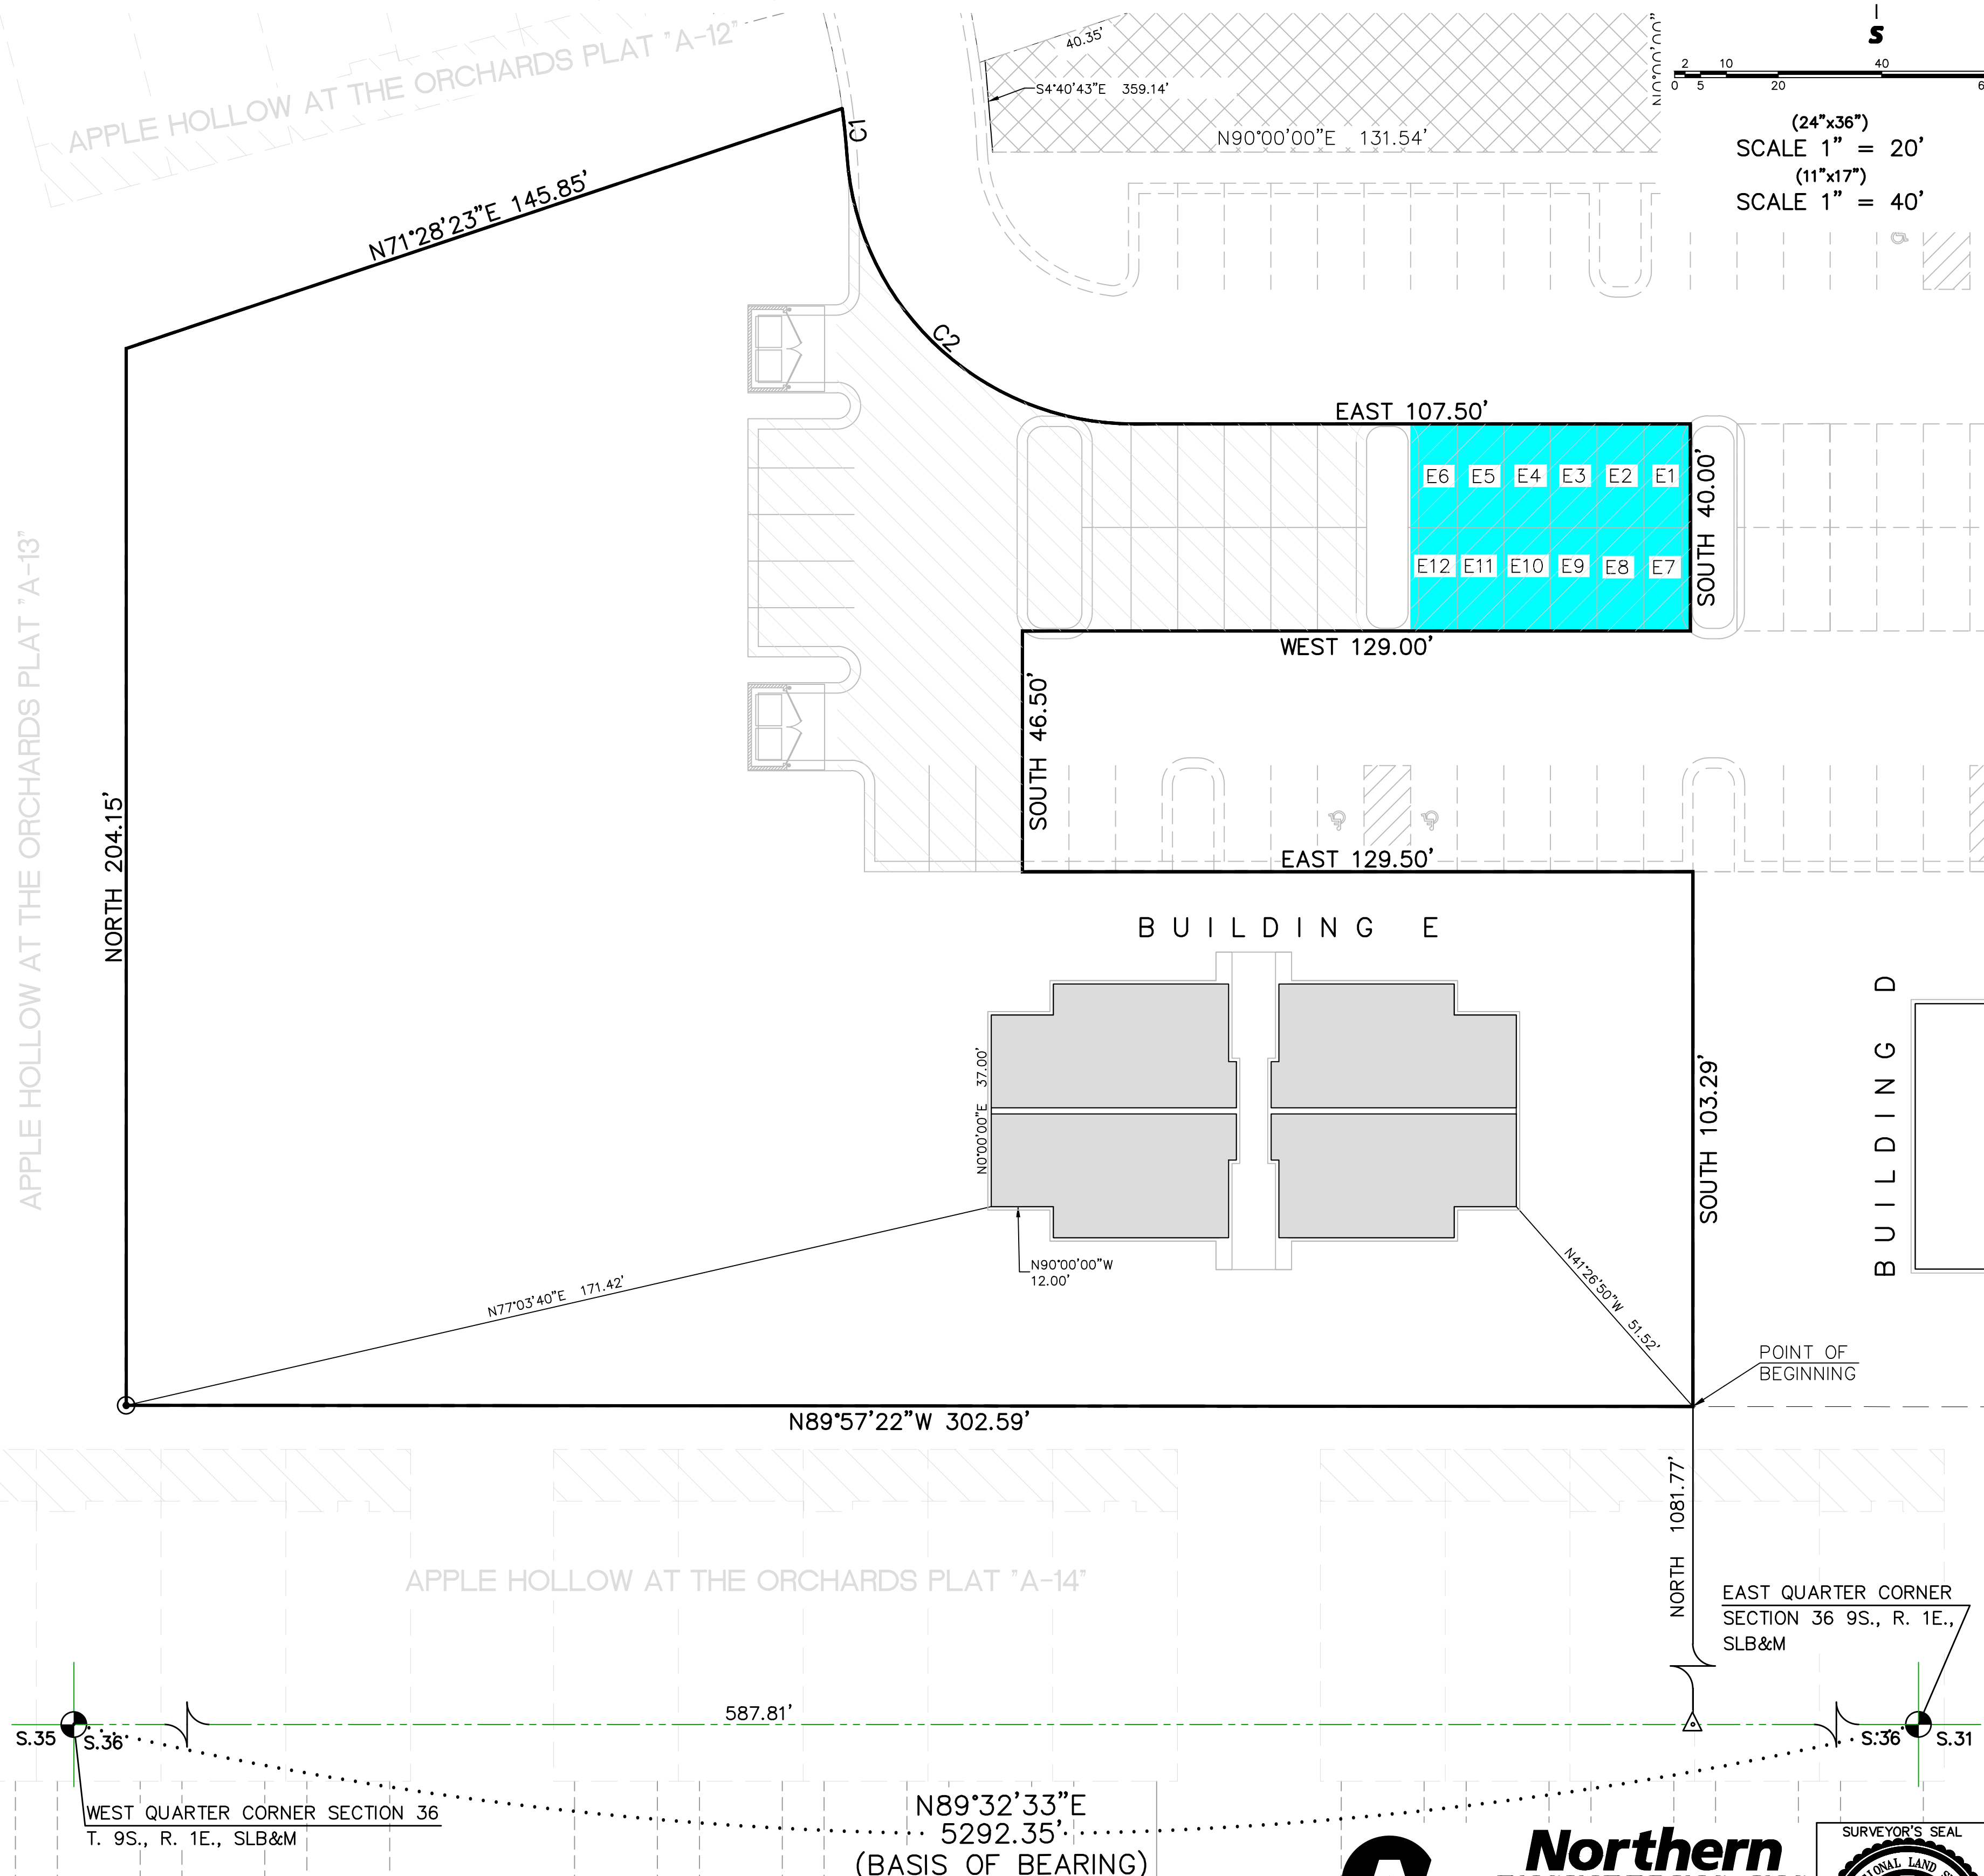 APPLE HOLLOW AT THE ORCHARDS PLAT "A-12"
40.35'
S4°40'43"E 359.14'
N90°00'00"E 131.54'
S
2 10 40
0 5 20
(24"x36")
SCALE 1" = 20'
(11"x17")
SCALE 1" = 40'
C1
N71°28'23"E 145.85'
C2
EAST 107.50'
E6 E5 E4 E3 E2 E1
E12 E11 E10 E9 E8 E7
SOUTH 40.00'
WEST 129.00'
SOUTH 46.50'
EAST 129.50'
APPLE HOLLOW AT THE ORCHARDS PLAT "A-13"
NORTH 204.15'
BUILDING E
BUILDING D
N0°00'00"E 37.00'
SOUTH 103.29'
N90°00'00"W
12.00'
N77°03'40"E 171.42'
N41°26'50"W 51.52'
POINT OF
BEGINNING
N89°57'22"W 302.59'
NORTH 1081.77'
APPLE HOLLOW AT THE ORCHARDS PLAT "A-14"
EAST QUARTER CORNER
SECTION 36 9S., R. 1E.,
SLB&M
587.81'
S.35 S.36
S.36 S.31
WEST QUARTER CORNER SECTION 36
T. 9S., R. 1E., SLB&M
N89°32'33"E
5292.35'
(BASIS OF BEARING)
Northern
SURVEYOR'S SEAL
LAND